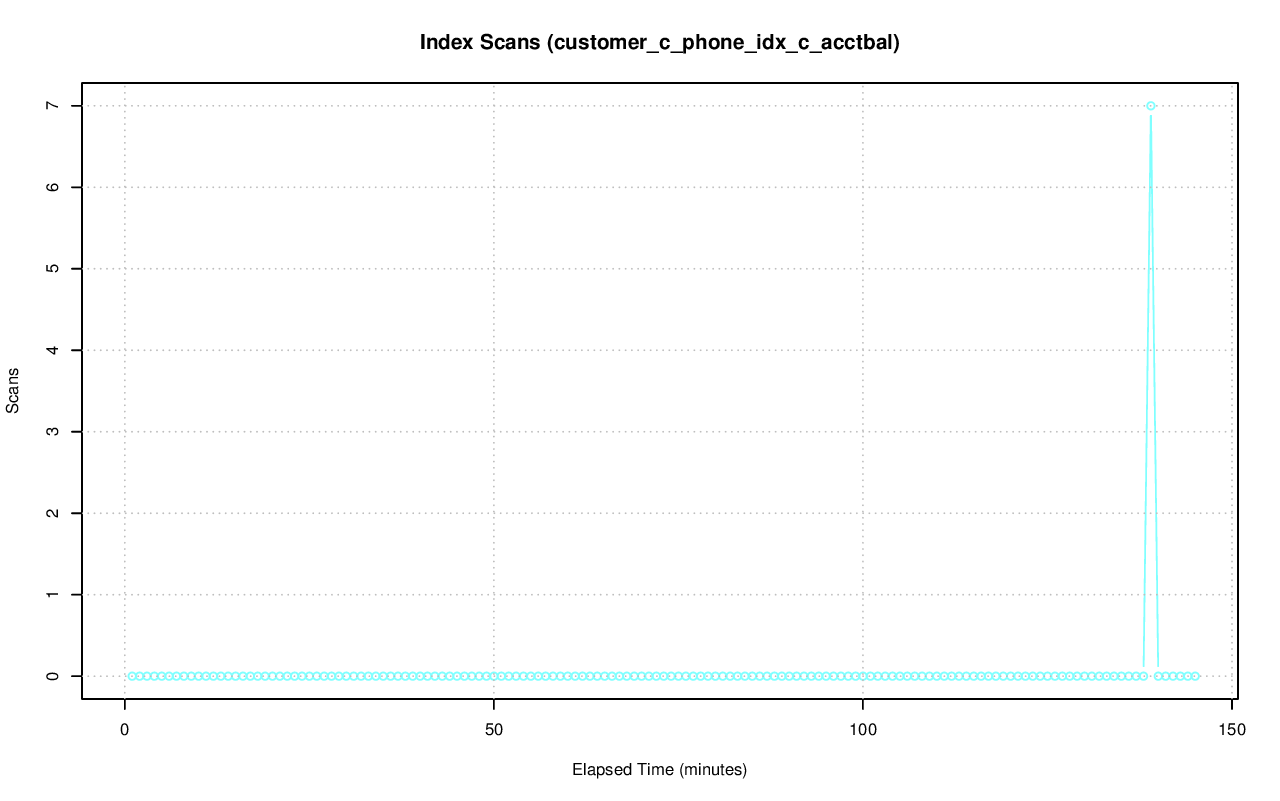 Index Scans (customer_c_phone_idx_c_acctbal)
7
6
5
4
3
2
1
0
Scans
0 50 100 150
Elapsed Time (minutes)